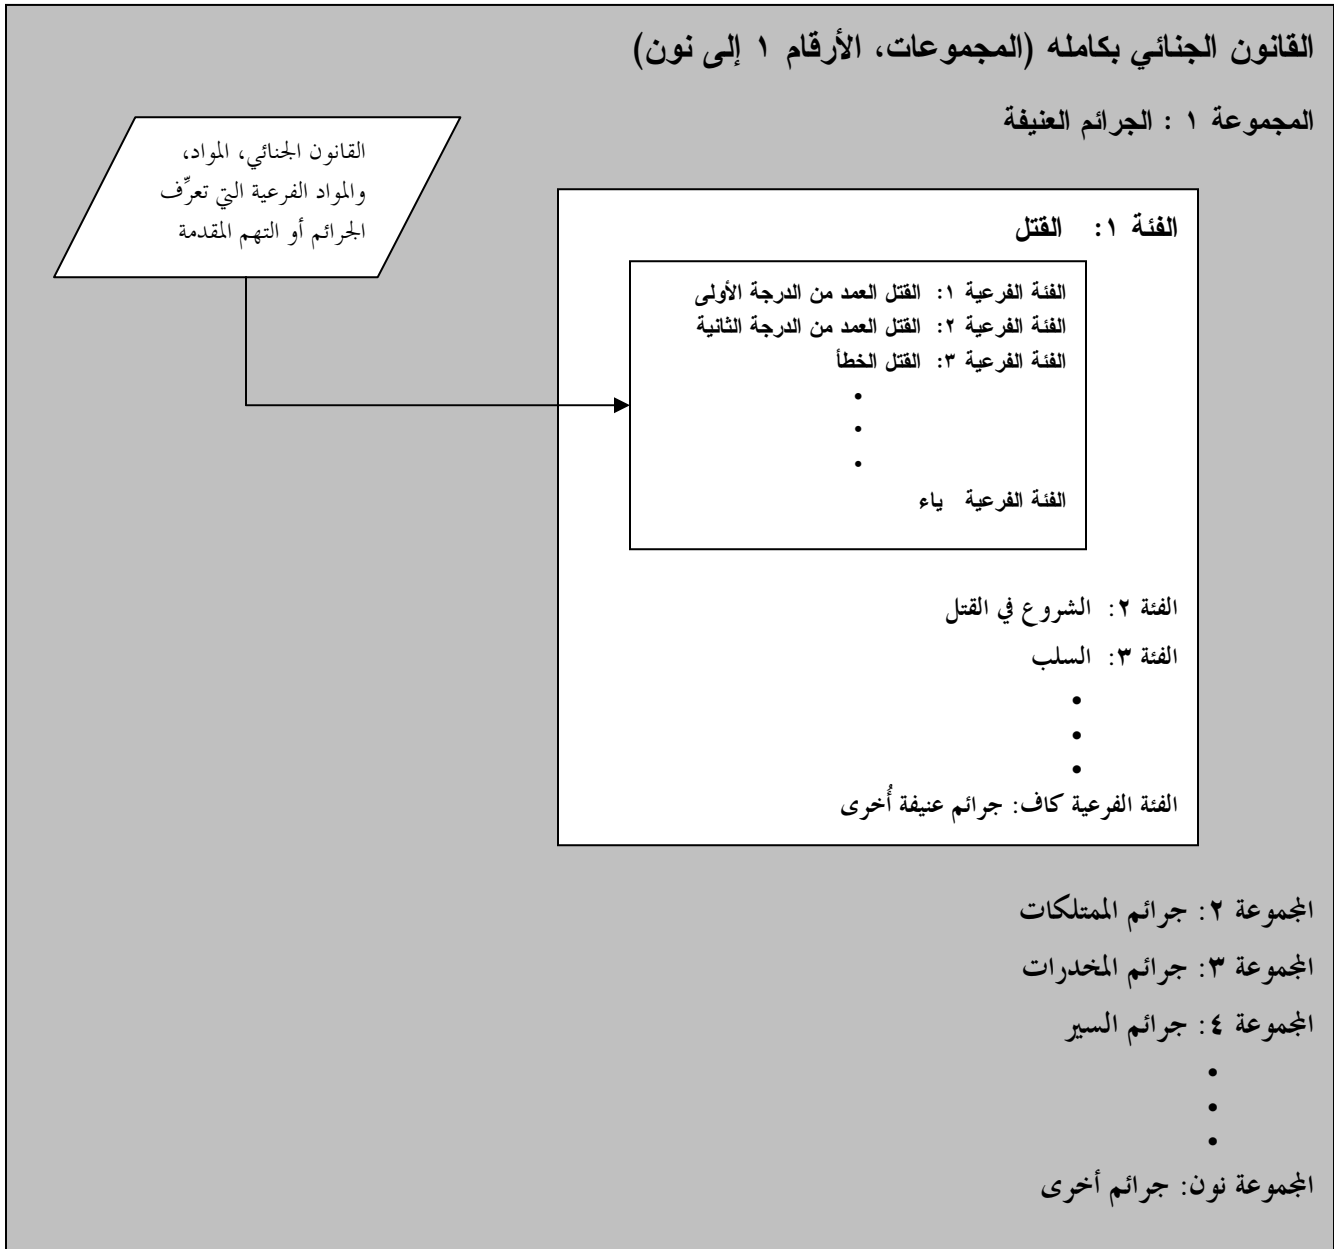 القانون الجنائي بكامله (المجموعات، الأرقام ١ إلى نون)
المجموعة ١ : الجرائم العنيفة
القانون الجنائي، المواد،
والمواد الفرعية التي تعرِّف
الجرائم أو التهم المقدمة
الفئة ١: القتل
الفئة الفرعية ١: القتل العمد من الدرجة الأولى
الفئة الفرعية ٢: القتل العمد من الدرجة الثانية
الفئة الفرعية ٣: القتل الخطأ
•
•
•
الفئة الفرعية ياء
الفئة ٢: الشروع في القتل
الفئة ٣: السلب
•
•
•
الفئة الفرعية كاف: جرائم عنيفة أُخرى
المجموعة ٢: جرائم الممتلكات
المجموعة ٣: جرائم المخدرات
المجموعة ٤: جرائم السير
•
•
•
المجموعة نون: جرائم أخرى